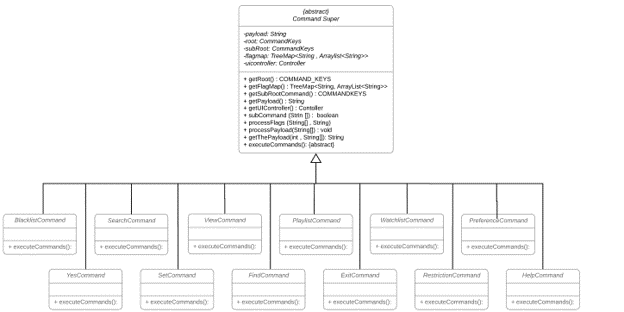 {abstract}
Command Super
-payload: String
-root: CommandKeys
-subRoot: CommandKeys
-flagmap: TreeMap<String , Arraylist<String>>
-uicontroller: Controller
+ getRoot() : COMMAND_KEYS
+ getFlagMap() : TreeMap<String, ArrayList<String>>
+ getSubRootCommand() : COMMANDKEYS
+ getPayload() : String
+ getUIController() : Contoller
+ subCommand (Strin []) : boolean
+ processFlags (String[] , String)
+ processPayload(String[]) : void
+ getThePayload(int , String[]): String
+ executeCommands(): {abstract}
BlacklistCommand
SearchCommand
ViewCommand
PlaylistCommand
WatchlistCommand
PreferenceCommand
+ executeCommands():
+ executeCommands():
+ executeCommands():
+ executeCommands():
+ executeCommands():
+ executeCommands():
YesCommand
SetCommand
FindCommand
ExitCommand
RestrictionCommand
HelpCommand
+ executeCommands():
+ executeCommands():
+ executeCommands():
+ executeCommands():
+ executeCommands():
+ executeCommands():